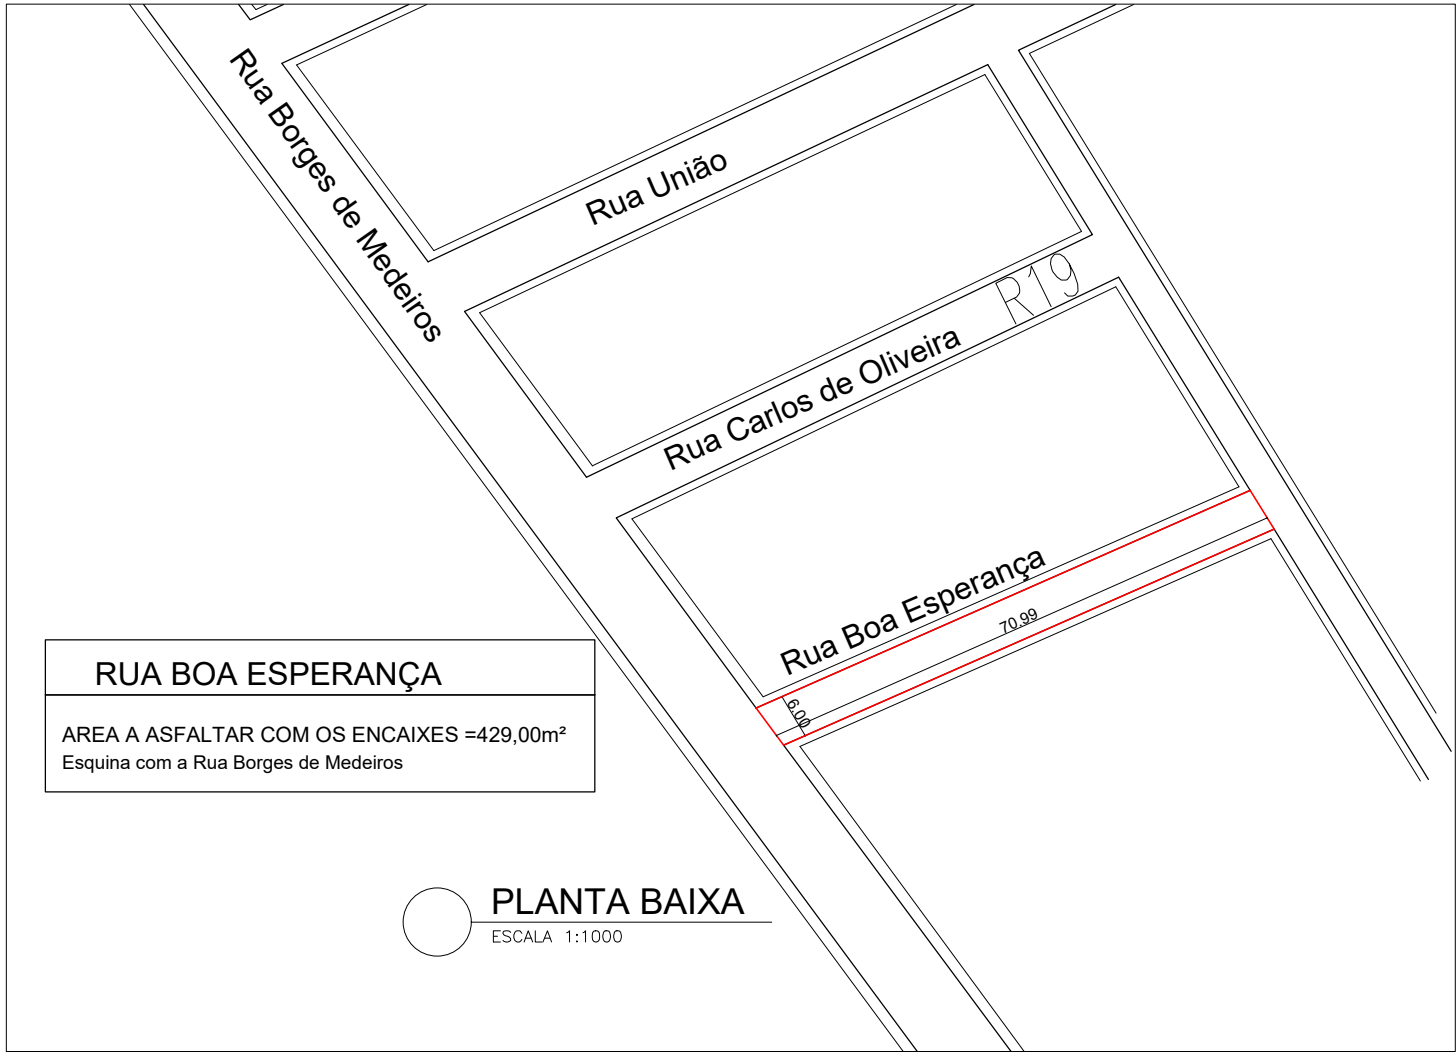 Rua Borges de Medeiros
Rua União
R19
Rua Carlos de Oliveira
Rua Boa Esperança
70.99
6.00
RUA BOA ESPERANÇA
AREA A ASFALTAR COM OS ENCAIXES =429,00m²
Esquina com a Rua Borges de Medeiros
PLANTA BAIXA
ESCALA 1:1000